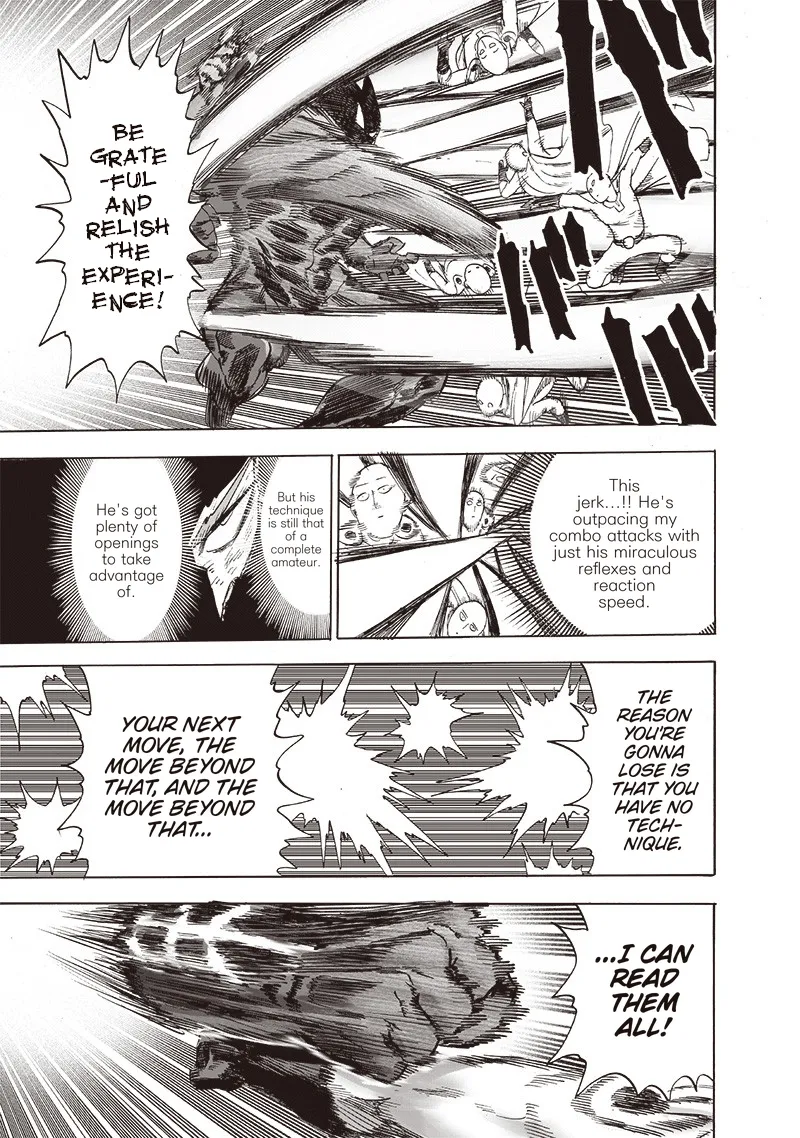 BE
GRATE
-FUL
AND
RELISH
THE
EXPERI-
ENCE!
This
jerk...!! He's
outpacing my
combo attacks with
just his miraculous
reflexes and
reaction
speed.
But his
technique
is still that
of a
complete
amateur.
He's got
plenty of
openings
to take
advantage
of.
THE
REASON
YOU'RE
GONNA
LOSE IS
THAT YOU
HAVE NO
TECH-
NIQUE.
YOUR NEXT
MOVE, THE
MOVE BEYOND
THAT, AND THE
MOVE BEYOND
THAT...
...I CAN
READ
THEM
ALL!